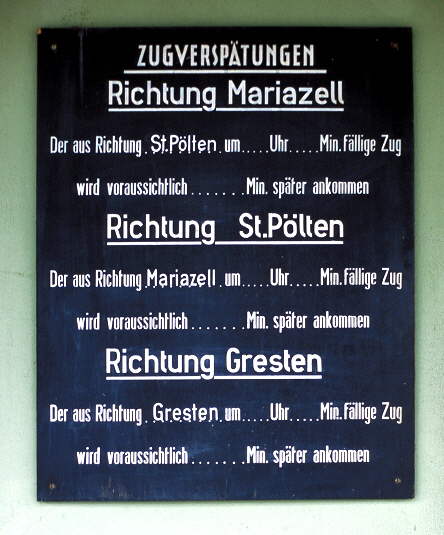 ZUGVERSPÄTUNGEN
Richtung Mariazell
Der aus Richtung St.Pölten um.....Uhr.....Min.fällige Zug
wird voraussichtlich.......Min. später ankommen
Richtung St.Pölten
Der aus Richtung Mariazell um.....Uhr.....Min.fällige Zug
wird voraussichtlich.......Min. später ankommen
Richtung Gresten
Der aus Richtung Gresten um.....Uhr.....Min.fällige Zug
wird voraussichtlich.......Min. später ankommen